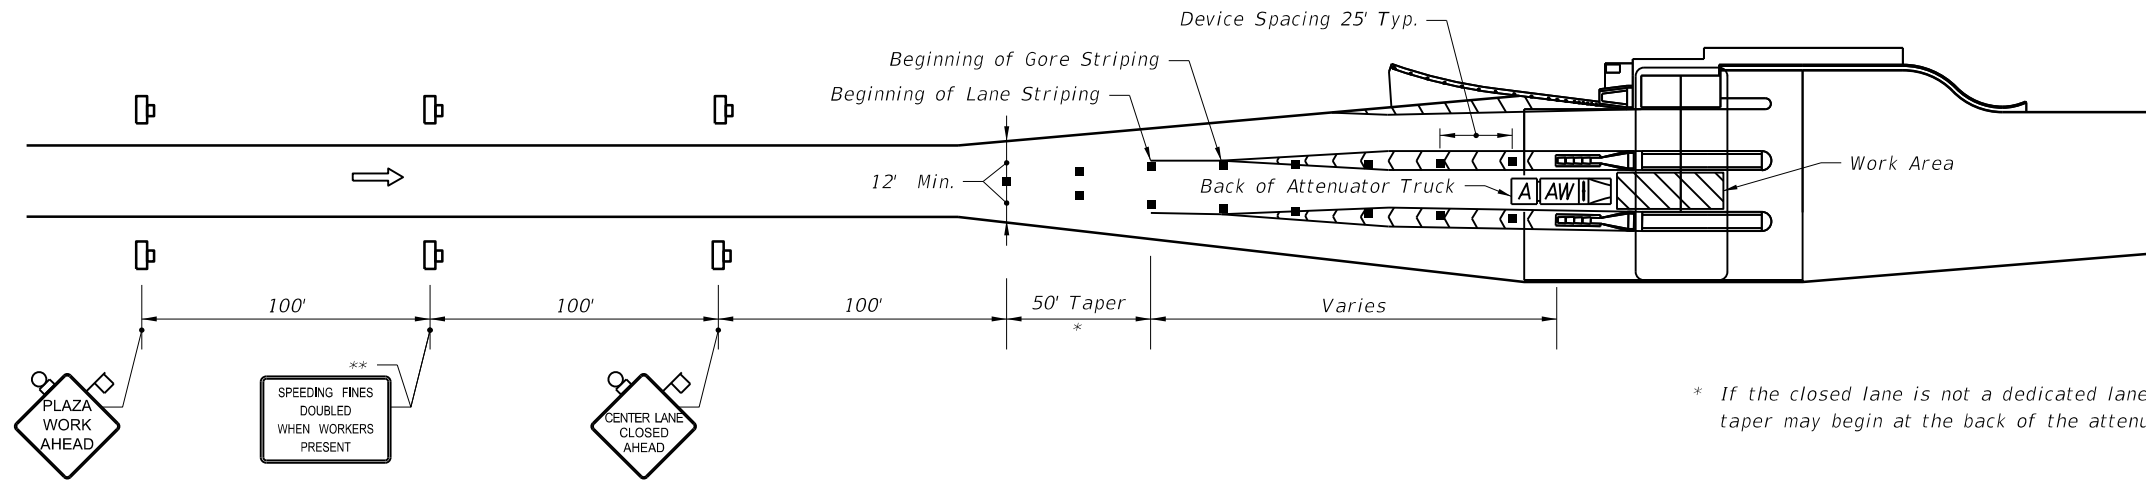 Device Spacing 25' Typ.
Beginning of Gore Striping
Beginning of Lane Striping
Work Area
12' Min.
Back of Attenuator Truck
A
AW
100'
100'
100'
50' Taper
*
Varies
**
PLAZA
WORK
AHEAD
SPEEDING FINES
DOUBLED
WHEN WORKERS
PRESENT
CENTER LANE
CLOSED
AHEAD
* If the closed lane is not a dedicated lane
taper may begin at the back of the attenu